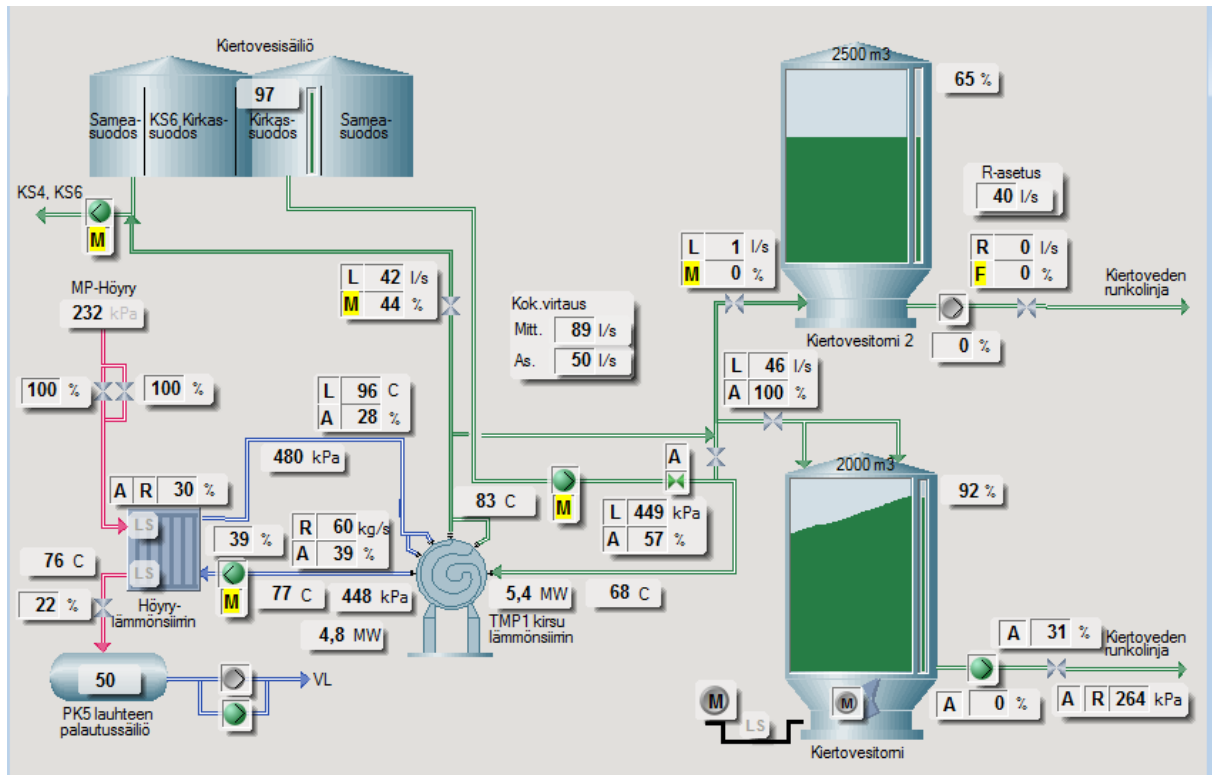 Kiertovesisäiliö
97
Samea-
suodos
KS6,Kirkas-
suodos
Kirkas-
suodos
Samea-
suodos
KS4, KS6
M
MP-Höyry
232 kPa
100 %
100 %
L 42 l/s
M 44 %
L 96 C
A 28 %
480 kPa
A R 30 %
LS
LS
39 %
R 60 kg/s
A 39 %
76 C
22 %
Höyry-
lämmönsiirrin
M
77 C
448 kPa
4,8 MW
50
PK5 lauhteen
palautussäiliö
VL
83 C
5,4 MW
TMP1 kirsu
lämmönsiirrin
68 C
M
A
L 449 kPa
A 57 %
Kok.virtaus
Mitt. 89 l/s
As. 50 l/s
L 1 l/s
M 0 %
2500 m3
65 %
R-asetus
40 l/s
R 0 l/s
F 0 %
Kiertoveden
runkolinja
Kiertovesitorni 2
0 %
L 46 l/s
A 100 %
2000 m3
92 %
A 31 %
Kiertoveden
runkolinja
A 0 %
A R 264 kPa
M
LS
M
Kiertovesitorni